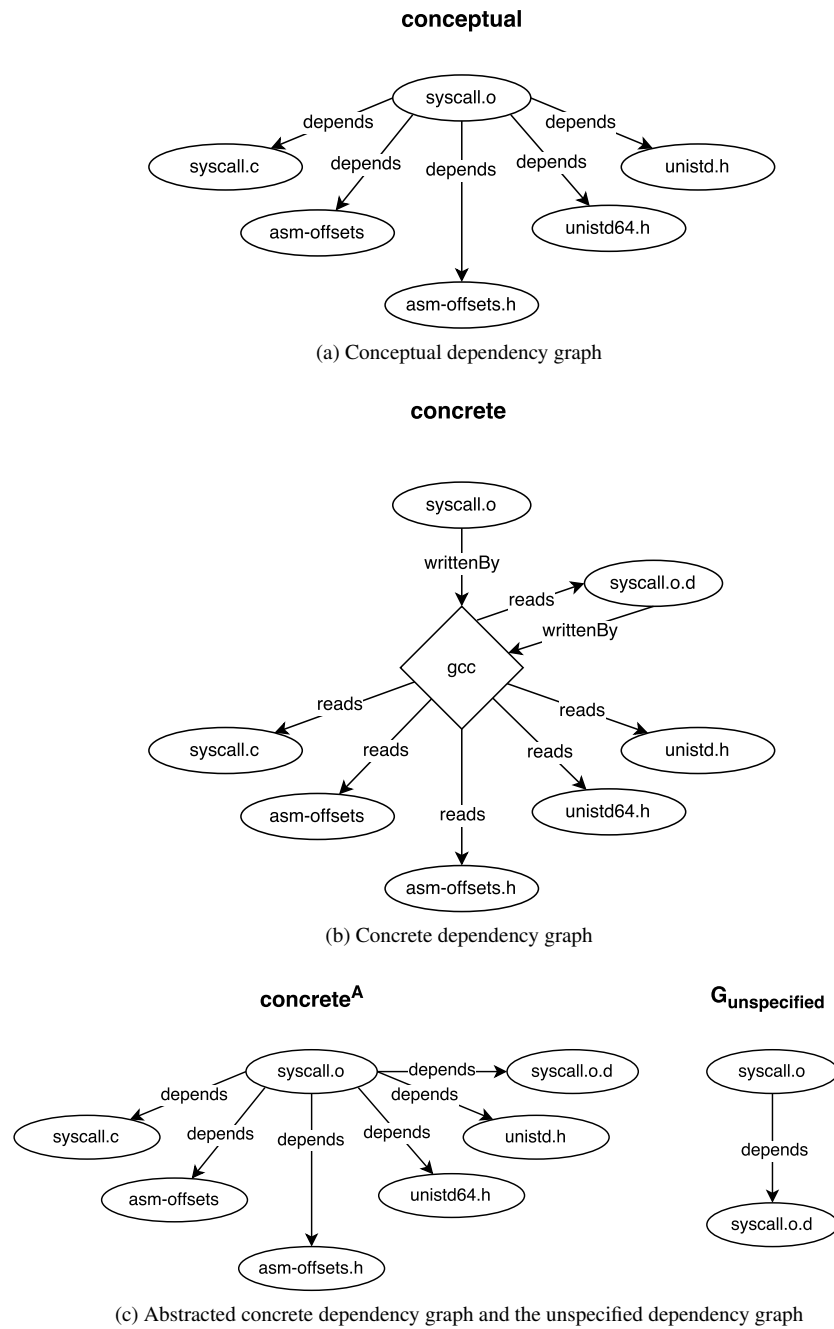 conceptual
syscall.o
depends
depends
syscall.c
depends
depends
depends
unistd.h
asm-offsets
unistd64.h
asm-offsets.h
(a) Conceptual dependency graph
concrete
syscall.o
writtenBy
reads
syscall.o.d
writtenBy
gcc
reads
reads
syscall.c
reads
reads
unistd.h
asm-offsets
reads
unistd64.h
asm-offsets.h
(b) Concrete dependency graph
concreteA
Gunspecified
syscall.o
depends
syscall.o.d
syscall.o
depends
depends
syscall.c
depends
depends
depends
unistd.h
depends
asm-offsets
unistd64.h
syscall.o.d
asm-offsets.h
(c) Abstracted concrete dependency graph and the unspecified dependency graph